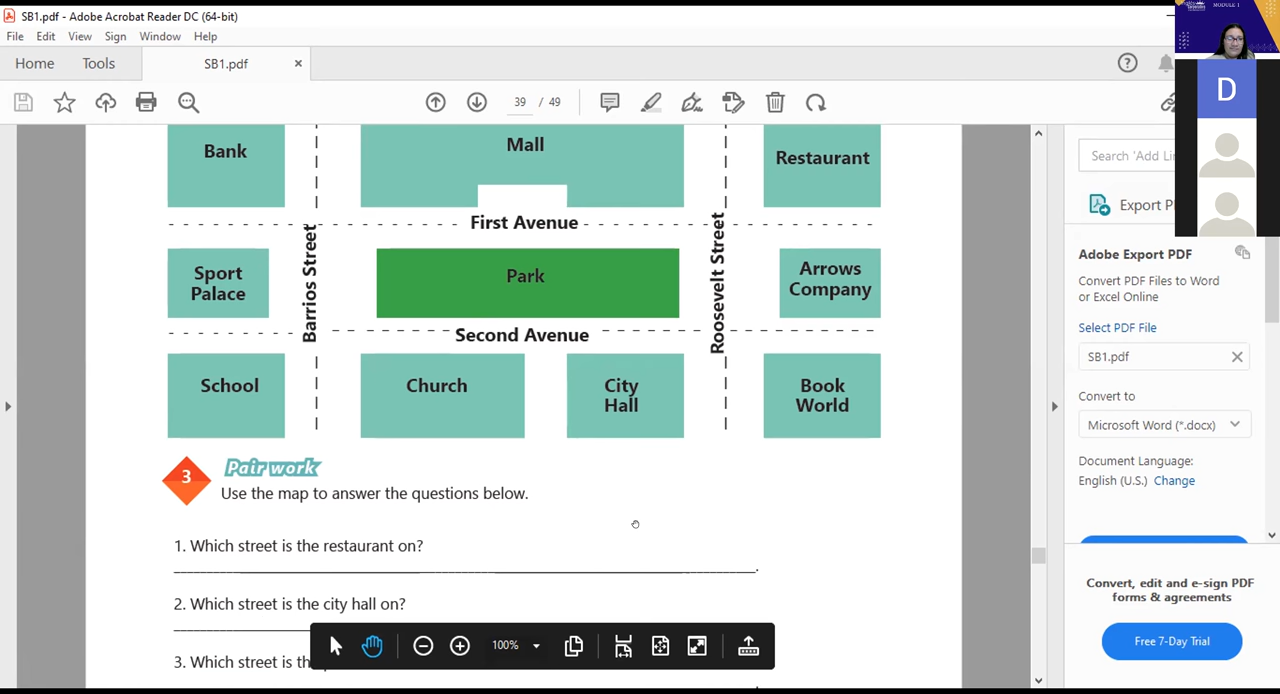 SB1.pdf - Adobe Acrobat Reader DC (64-bit)
File Edit View Sign Window Help
MODULE 1
Home Tools SB1.pdf ×
D
39 / 49
Bank
Mall
Restaurant
First Avenue
Sport
Palace
Barrios Street
Park
Roosevelt Street
Arrows
Company
Second Avenue
School
Church
City
Hall
Book
World
3
Pair work
Use the map to answer the questions below.
1. Which street is the restaurant on?
2. Which street is the city hall on?
3. Which street is the
100%
Search 'Add Li
Export P
Adobe Export PDF
Convert PDF Files to Word
or Excel Online
Select PDF File
SB1.pdf
Convert to
Microsoft Word (*.docx)
Document Language:
English (U.S.) Change
Convert, edit and e-sign PDF
forms & agreements
Free 7-Day Trial